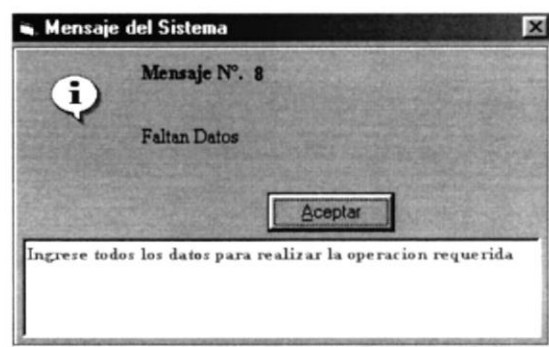 Mensaje del Sistema
Mensaje N°. 8
Faltan Datos
Aceptar
Ingrese todos los datos para realizar la operacion requerida